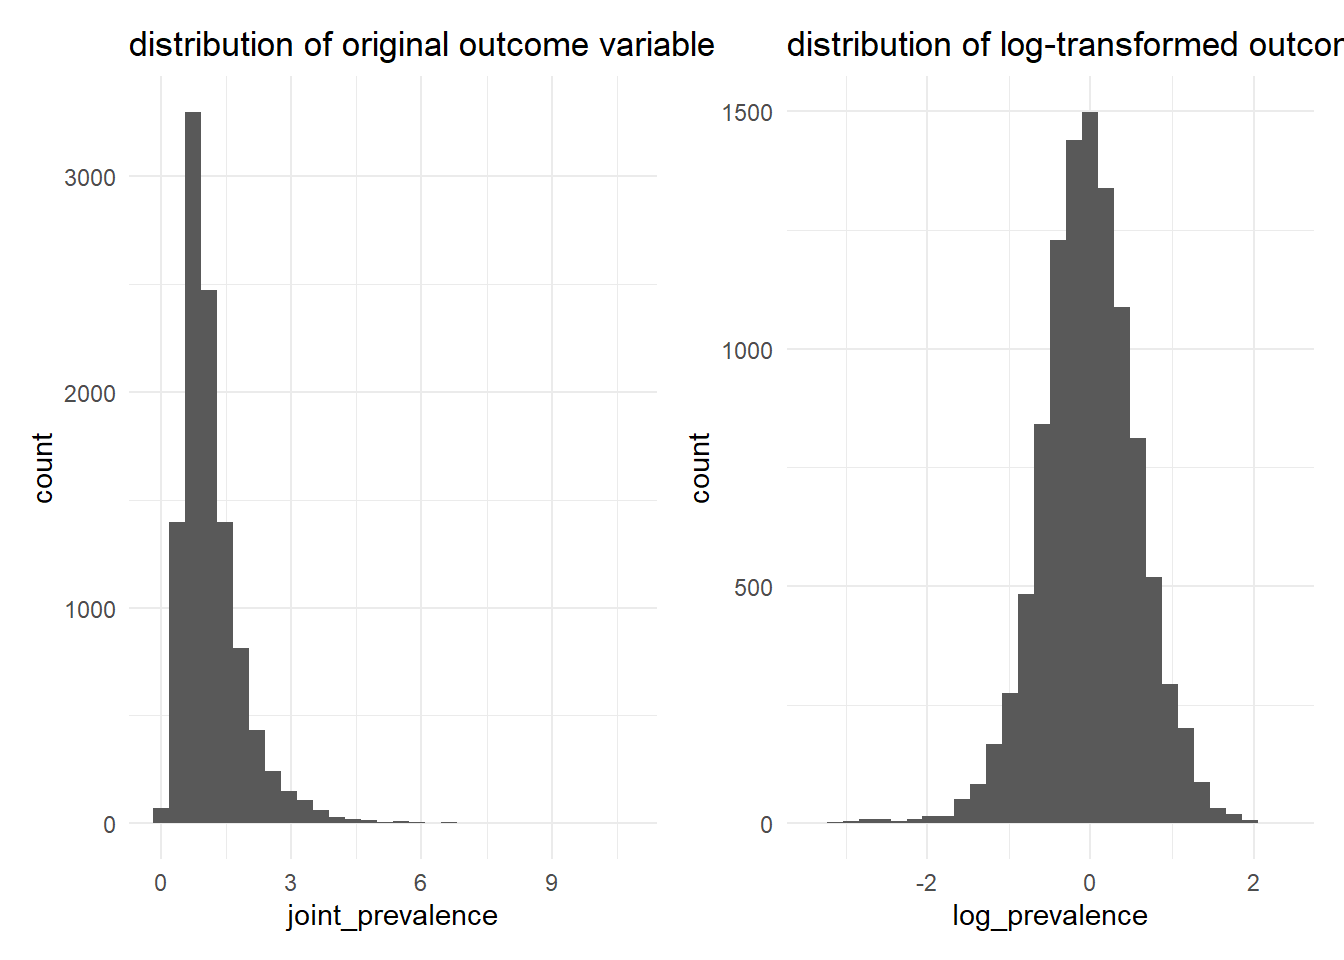 distribution of original outcome variable
3000
2000
1000
0
count
0 3 6 9
joint_prevalence
distribution of log-transformed outcor
1500
1000
500
0
count
-2 0 2
log_prevalence